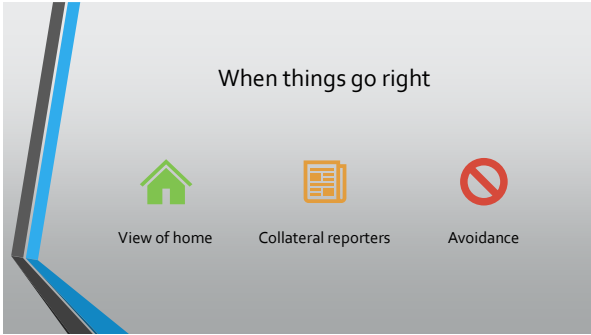 When things go right
View of home
Collateral reporters
Avoidance